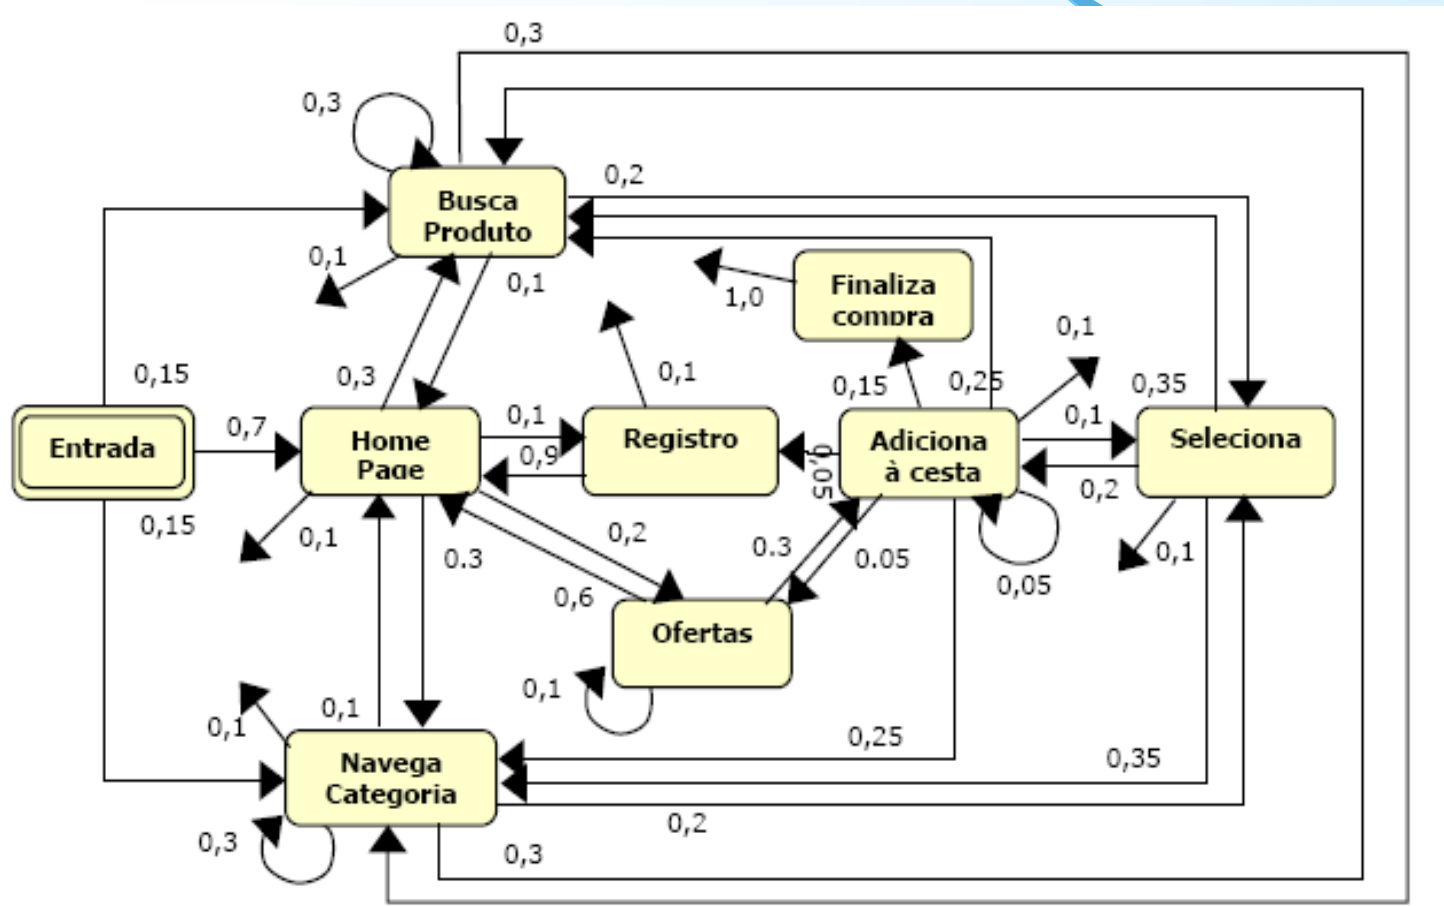 0,3
0,3
Busca
Produto
0,2
0,1
0,1
Finaliza
compra
1,0
0,15
0,3
0,1
0,15
0,25
0,1
0,35
Entrada
0,7
Home
Page
0,1
0,9
Registro
0,05
Adiciona
à cesta
0,1
0,2
Seleciona
0,15
0,1
0.3
0,2
0.3
0.05
0,05
0,1
0,6
Ofertas
0,1
0,1
0,1
0,25
0,35
Navega
Categoria
0,2
0,3
0,3